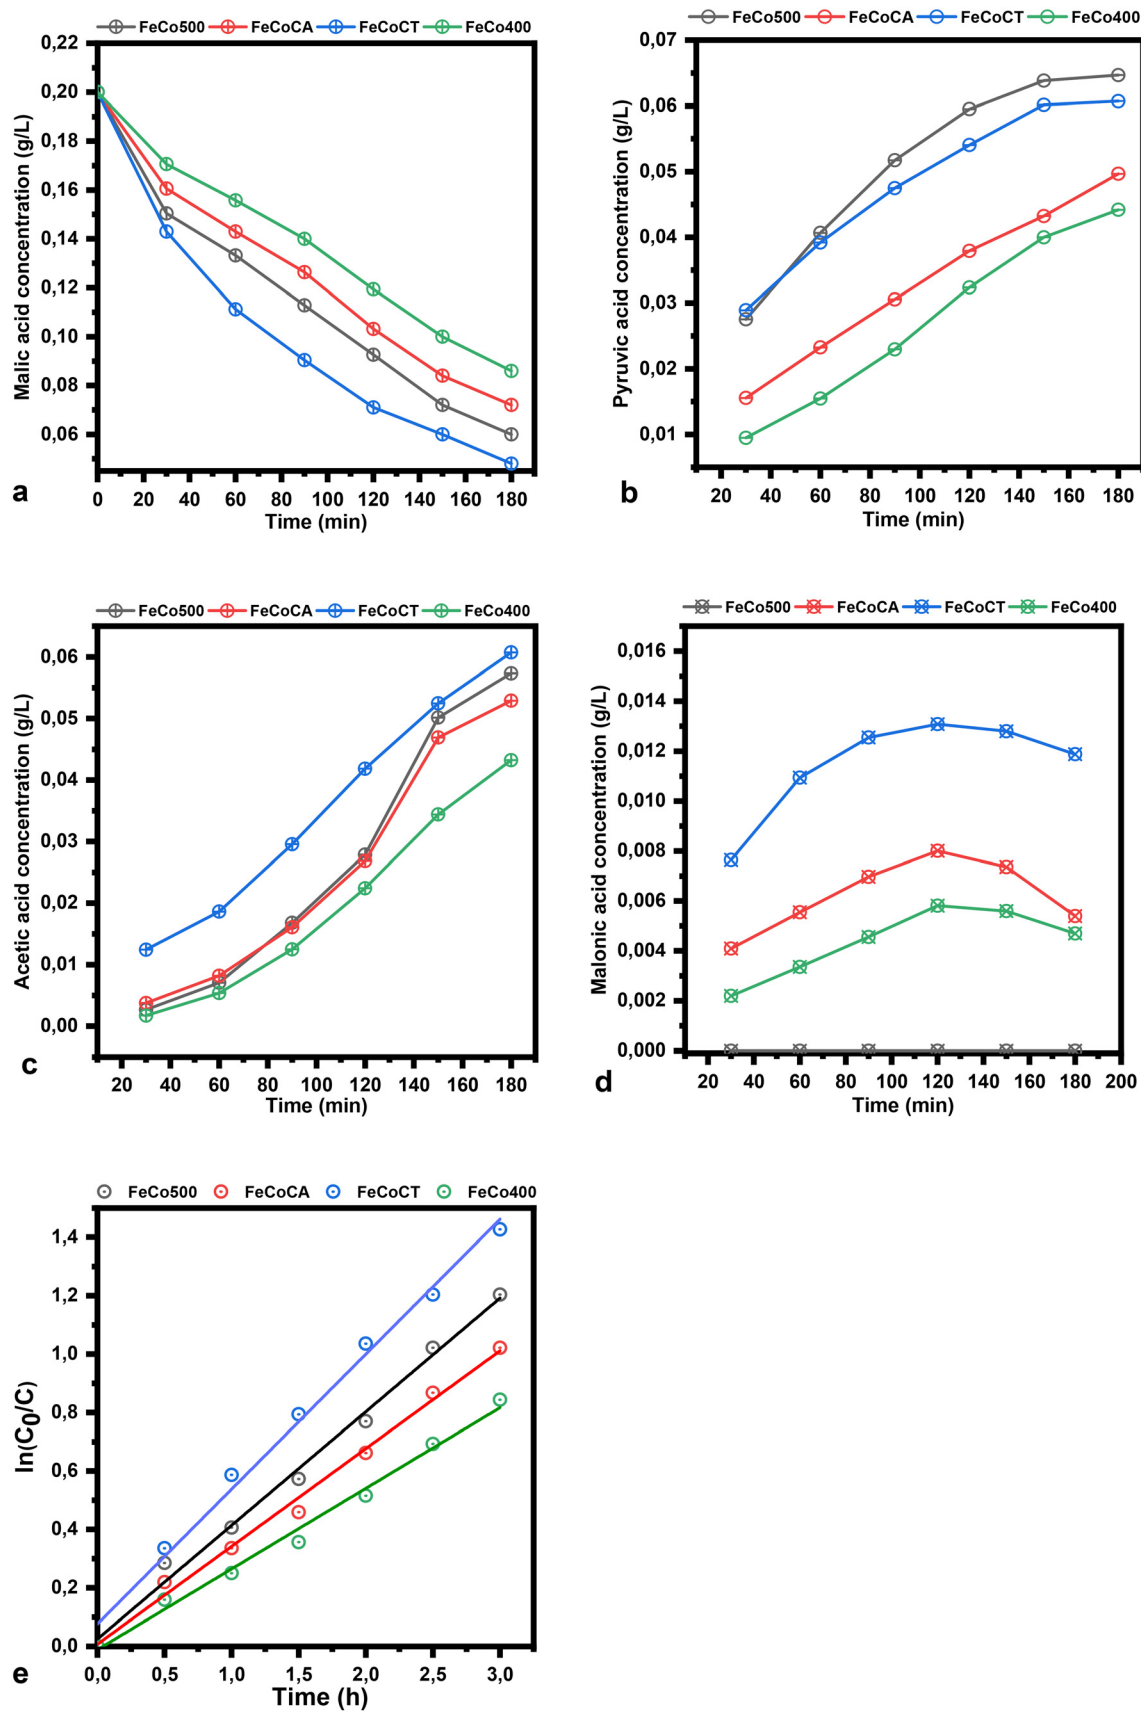 FeCo500 FeCoCA FeCoCT FeCo400
0,22
0,20
0,18
0,16
0,14
0,12
0,10
0,08
0,06
Malic acid concentration (g/L)
0 20 40 60 80 100 120 140 160 180
Time (min)
a
FeCo500 FeCoCA FeCoCT FeCo400
0,07
0,06
0,05
0,04
0,03
0,02
0,01
Pyruvic acid concentration (g/L)
20 40 60 80 100 120 140 160 180
Time (min)
b
FeCo500 FeCoCA FeCoCT FeCo400
0,06
0,05
0,04
0,03
0,02
0,01
0,00
Acetic acid concentration (g/L)
20 40 60 80 100 120 140 160 180
Time (min)
c
FeCo500 FeCoCA FeCoCT FeCo400
0,016
0,014
0,012
0,010
0,008
0,006
0,004
0,002
0,000
Malonic acid concentration (g/L)
20 40 60 80 100 120 140 160 180 200
Time (min)
d
FeCo500 FeCoCA FeCoCT FeCo400
1,4
1,2
1,0
0,8
0,6
0,4
0,2
0,0
ln(C0/C)
0,0 0,5 1,0 1,5 2,0 2,5 3,0
Time (h)
e